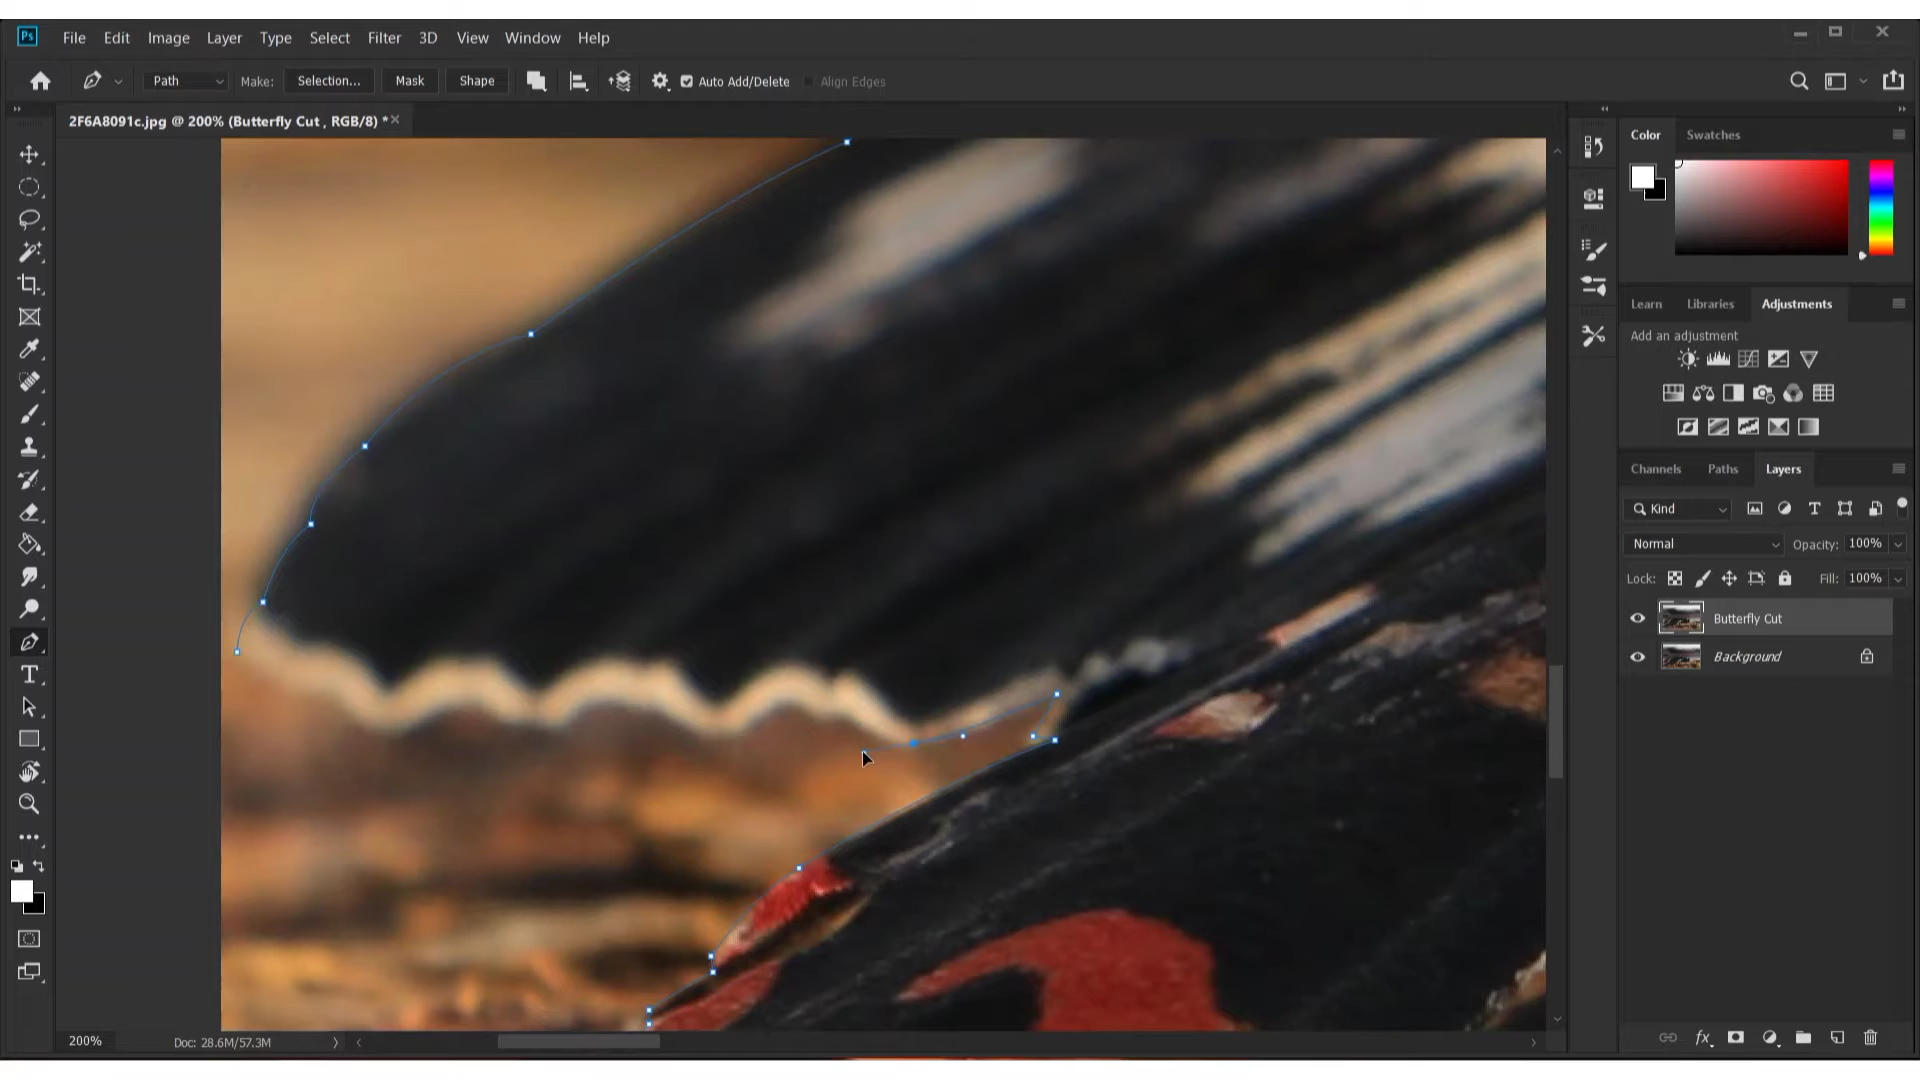 Ps File Edit Image Layer Type Select Filter 3D View Window Help
Path Make: Selection... Mask Shape Auto Add/Delete Align Edges
2F6A8091c.jpg @ 200% (Butterfly Cut , RGB/8) *
Color Swatches
Learn Libraries Adjustments
Add an adjustment
Channels Paths Layers
Kind
Normal Opacity: 100%
Lock: Fill: 100%
Butterfly Cut
Background
fx
200% Doc: 28.6M/57.3M